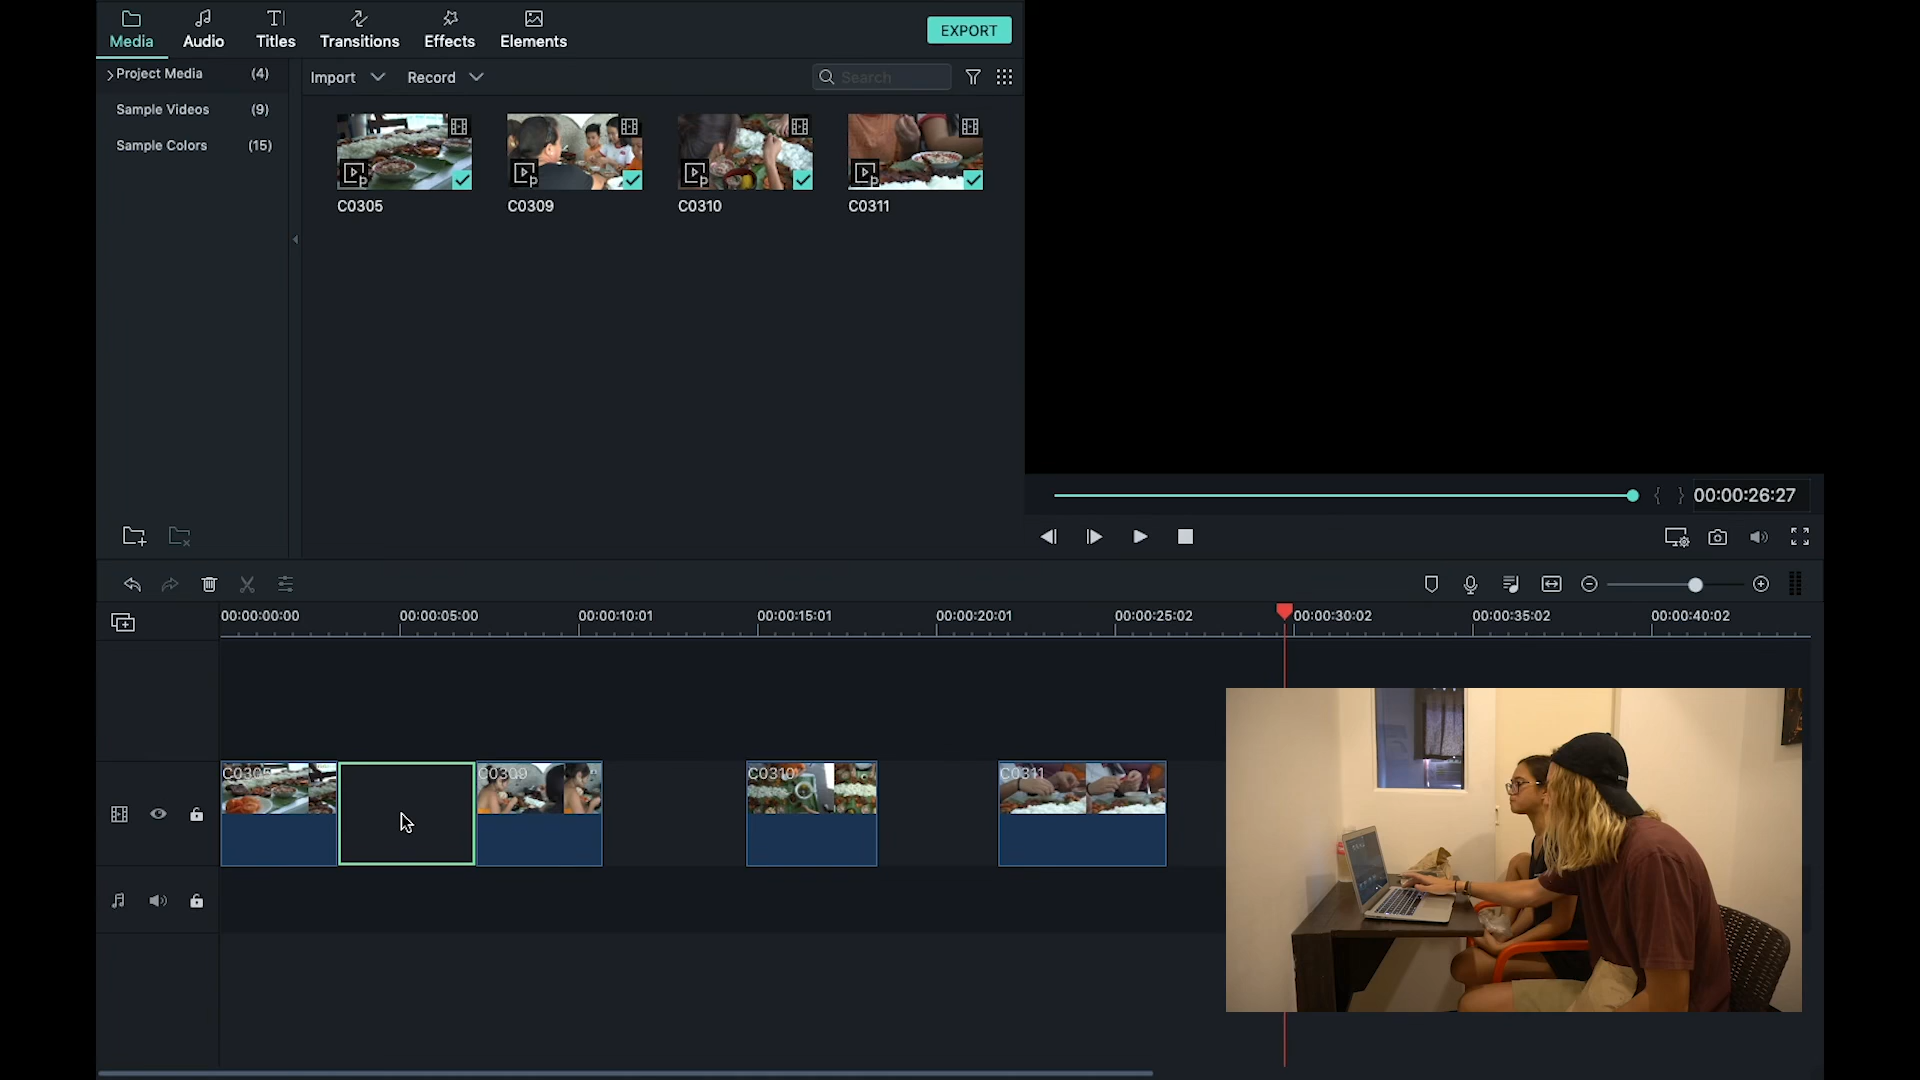 Media
Audio
Titles
Transitions
Effects
Elements
EXPORT
Project Media (4)
Import
Record
Search
Sample Videos (9)
Sample Colors (15)
C0305
C0309
C0310
C0311
{ } 00:00:26:27
00:00:00:00
00:00:05:00
00:00:10:01
00:00:15:01
00:00:20:01
00:00:25:02
00:00:30:02
00:00:35:02
00:00:40:02
C0305
C0309
C0310
C0311